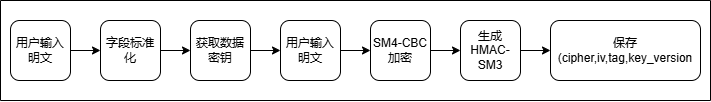 用户输入
明文
字段标准
化
获取数据
密钥
用户输入
明文
SM4-CBC
加密
生成
HMAC-
SM3
保存
(cipher,iv,tag,key_version